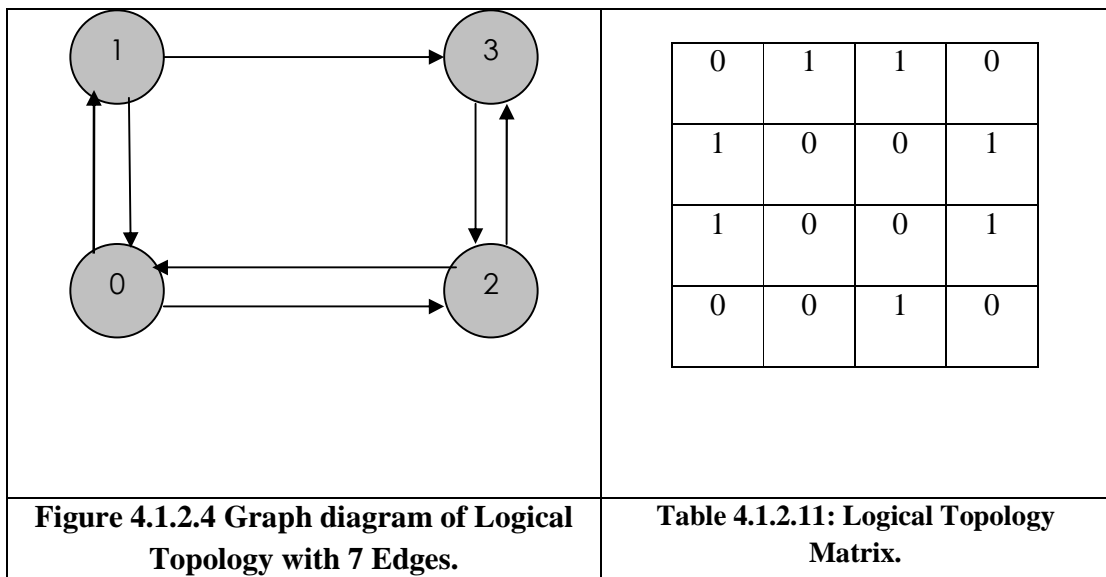 1
3
0
2
0 1 1 0
1 0 0 1
1 0 0 1
0 0 1 0
Figure 4.1.2.4 Graph diagram of Logical
Topology with 7 Edges.
Table 4.1.2.11: Logical Topology
Matrix.